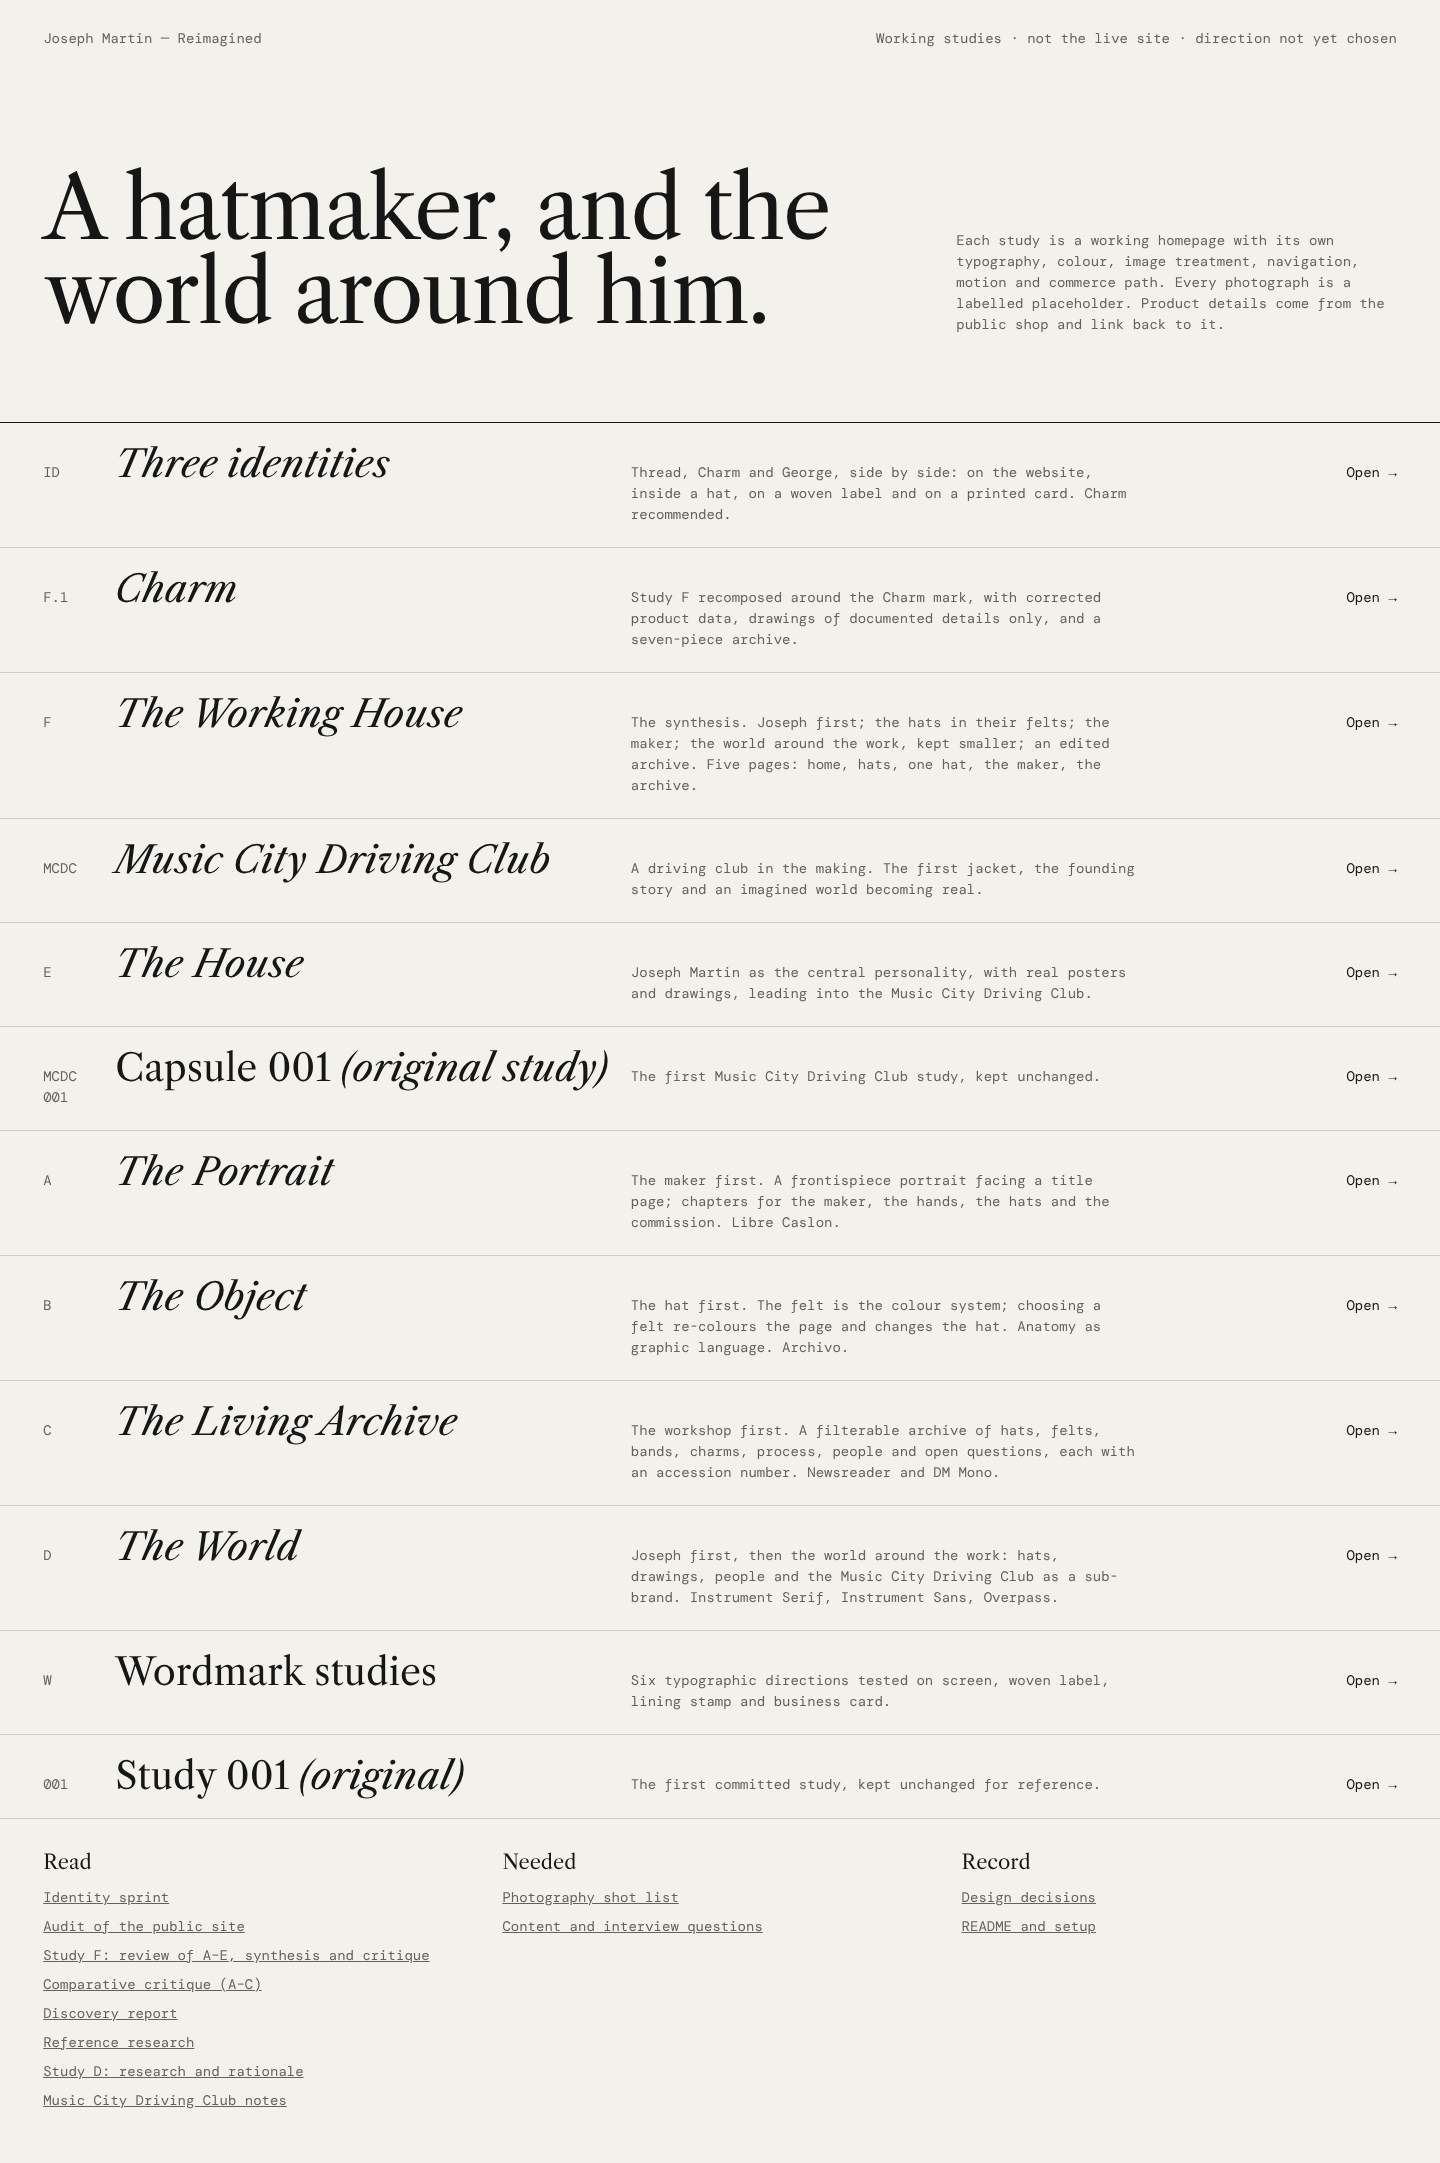 Joseph Martin — Reimagined
Working studies · not the live site · direction not yet chosen
A hatmaker, and the
world around him.
Each study is a working homepage with its own
typography, colour, image treatment, navigation,
motion and commerce path. Every photograph is a
labelled placeholder. Product details come from the
public shop and link back to it.
ID
Three identities
Thread, Charm and George, side by side: on the website,
inside a hat, on a woven label and on a printed card. Charm
recommended.
Open →
F.1
Charm
Study F recomposed around the Charm mark, with corrected
product data, drawings of documented details only, and a
seven-piece archive.
Open →
F
The Working House
The synthesis. Joseph first; the hats in their felts; the
maker; the world around the work, kept smaller; an edited
archive. Five pages: home, hats, one hat, the maker, the
archive.
Open →
MCDC
Music City Driving Club
A driving club in the making. The first jacket, the founding
story and an imagined world becoming real.
Open →
E
The House
Joseph Martin as the central personality, with real posters
and drawings, leading into the Music City Driving Club.
Open →
MCDC
001
Capsule 001 (original study)
The first Music City Driving Club study, kept unchanged.
Open →
A
The Portrait
The maker first. A frontispiece portrait facing a title
page; chapters for the maker, the hands, the hats and the
commission. Libre Caslon.
Open →
B
The Object
The hat first. The felt is the colour system; choosing a
felt re-colours the page and changes the hat. Anatomy as
graphic language. Archivo.
Open →
C
The Living Archive
The workshop first. A filterable archive of hats, felts,
bands, charms, process, people and open questions, each with
an accession number. Newsreader and DM Mono.
Open →
D
The World
Joseph first, then the world around the work: hats,
drawings, people and the Music City Driving Club as a sub-
brand. Instrument Serif, Instrument Sans, Overpass.
Open →
W
Wordmark studies
Six typographic directions tested on screen, woven label,
lining stamp and business card.
Open →
001
Study 001 (original)
The first committed study, kept unchanged for reference.
Open →
Read
Identity sprint
Audit of the public site
Study F: review of A–E, synthesis and critique
Comparative critique (A–C)
Discovery report
Reference research
Study D: research and rationale
Music City Driving Club notes
Needed
Photography shot list
Content and interview questions
Record
Design decisions
README and setup